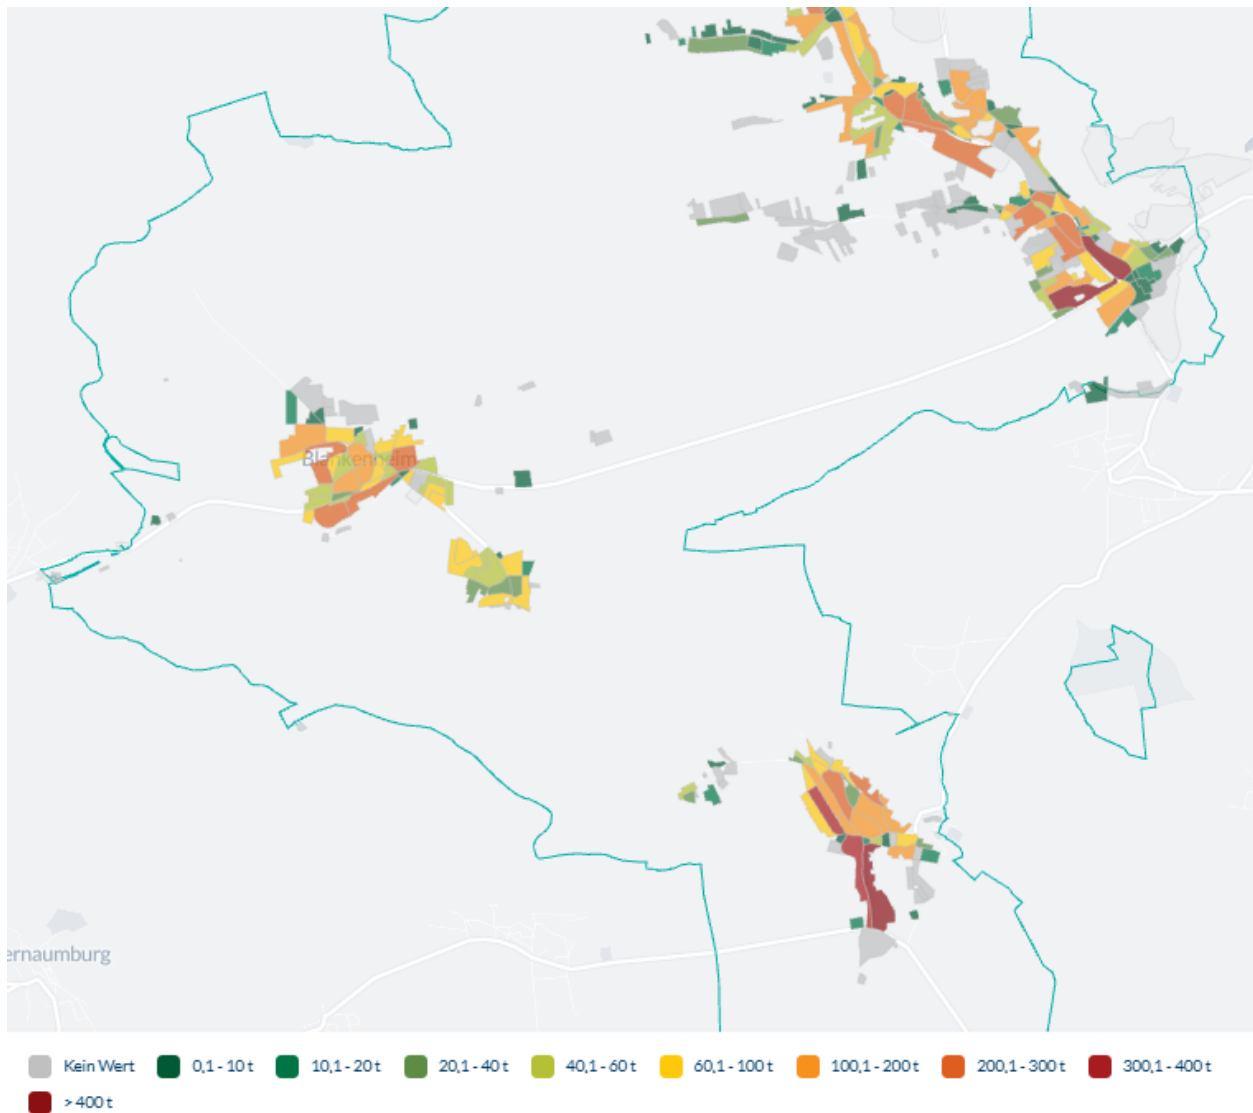 Blankenheim
ernaumburg
Kein Wert
0,1 - 10 t
10,1 - 20 t
20,1 - 40 t
40,1 - 60 t
60,1 - 100 t
100,1 - 200 t
200,1 - 300 t
300,1 - 400 t
> 400 t